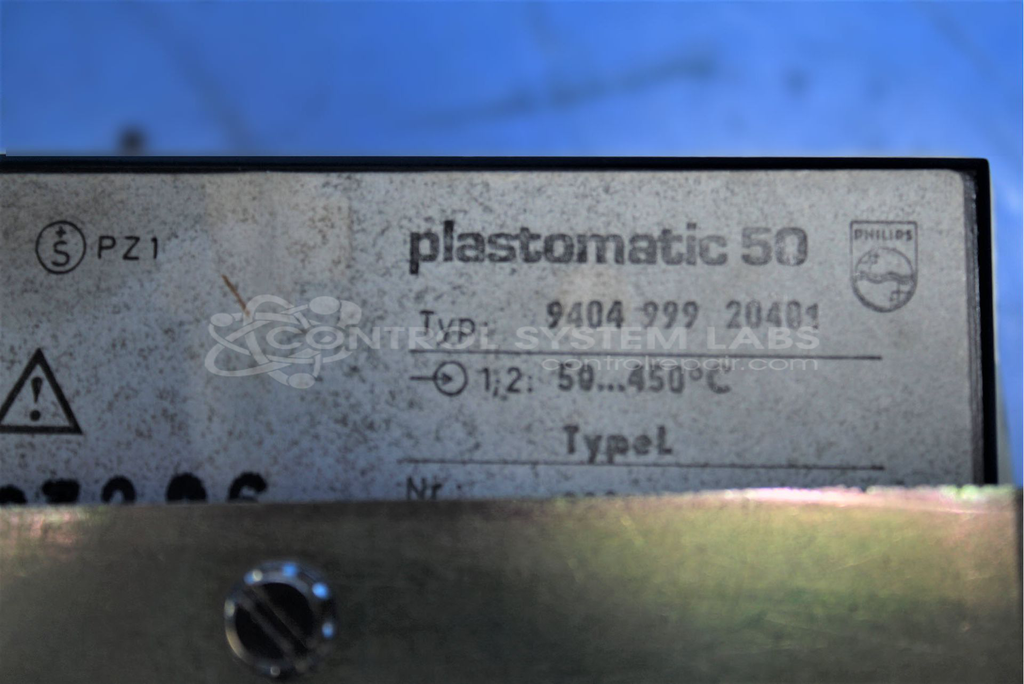 S PZ1
plastomatic 50
PHILIPS
Typ: 9404 999 20401
CONTROL SYSTEM LABS
controlrepair.com
1, 2: 50...450°C
! TypeL
Nr.: